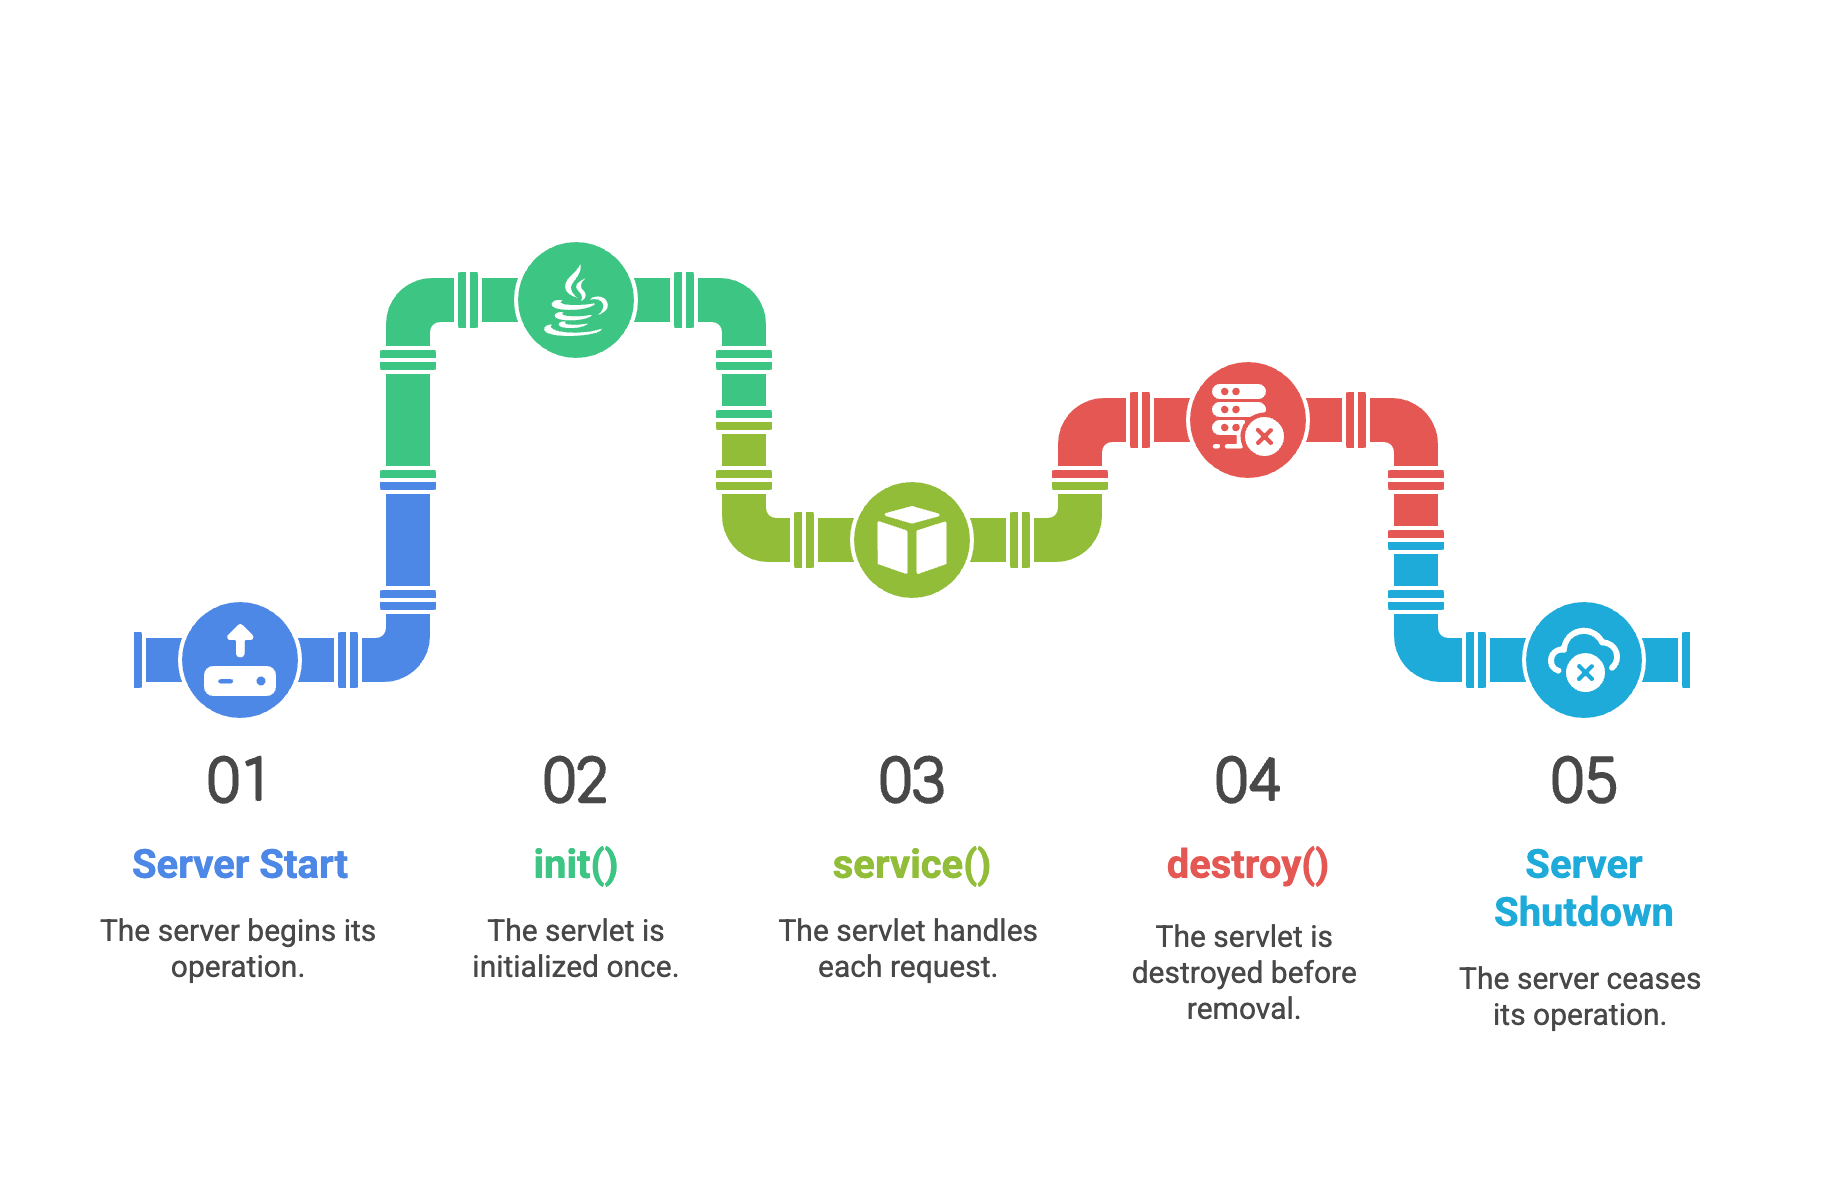 01
Server Start
The server begins its
operation.
02
init()
The servlet is
initialized once.
03
service()
The servlet handles
each request.
04
destroy()
The servlet is
destroyed before
removal.
05
Server
Shutdown
The server ceases
its operation.